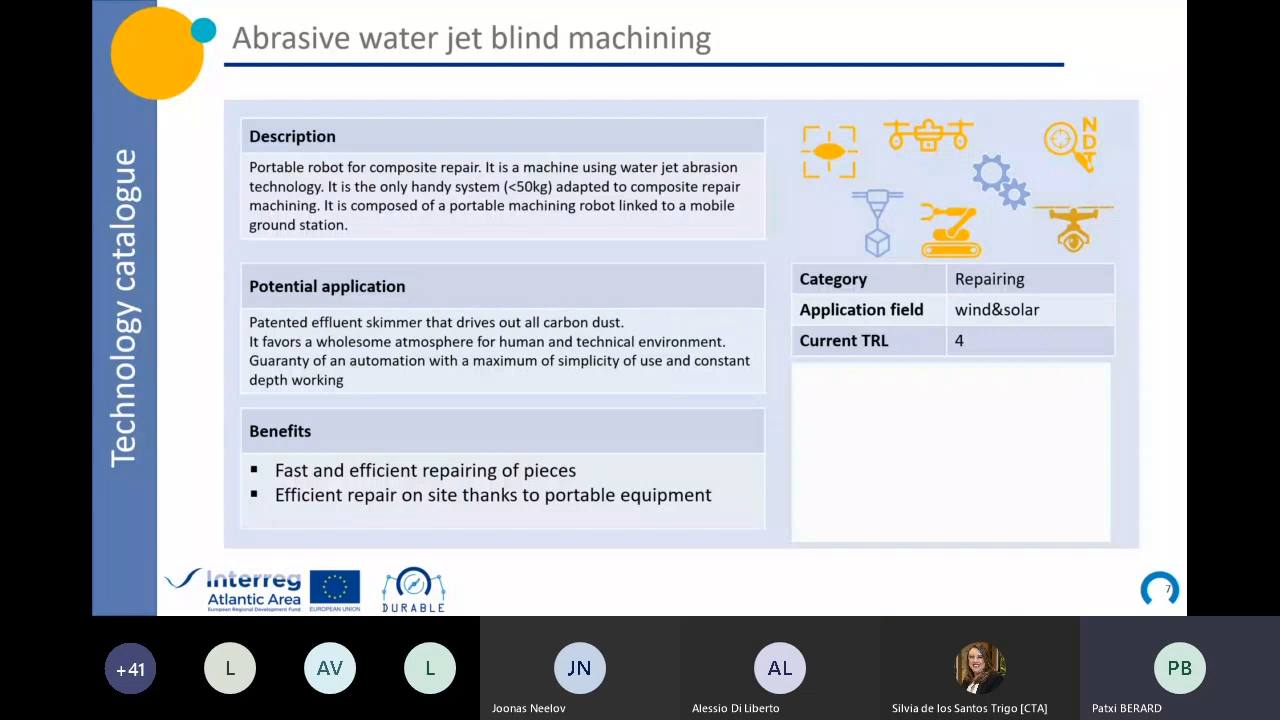 Abrasive water jet blind machining
Technology catalogue
Description
Portable robot for composite repair. It is a machine using water jet abrasion
technology. It is the only handy system (<50kg) adapted to composite repair
machining. It is composed of a portable machining robot linked to a mobile
ground station.
Potential application
Patented effluent skimmer that drives out all carbon dust.
It favors a wholesome atmosphere for human and technical environment.
Guaranty of an automation with a maximum of simplicity of use and constant
depth working
Benefits
▪ Fast and efficient repairing of pieces
▪ Efficient repair on site thanks to portable equipment
NDT
Category Repairing
Application field wind&solar
Current TRL 4
Interreg
Atlantic Area
European Regional Development Fund
EUROPEAN UNION
DURABLE
7
+41
L
AV
L
JN
Joonas Neelov
AL
Alessio Di Liberto
Silvia de los Santos Trigo [CTA]
PB
Patxi BERARD